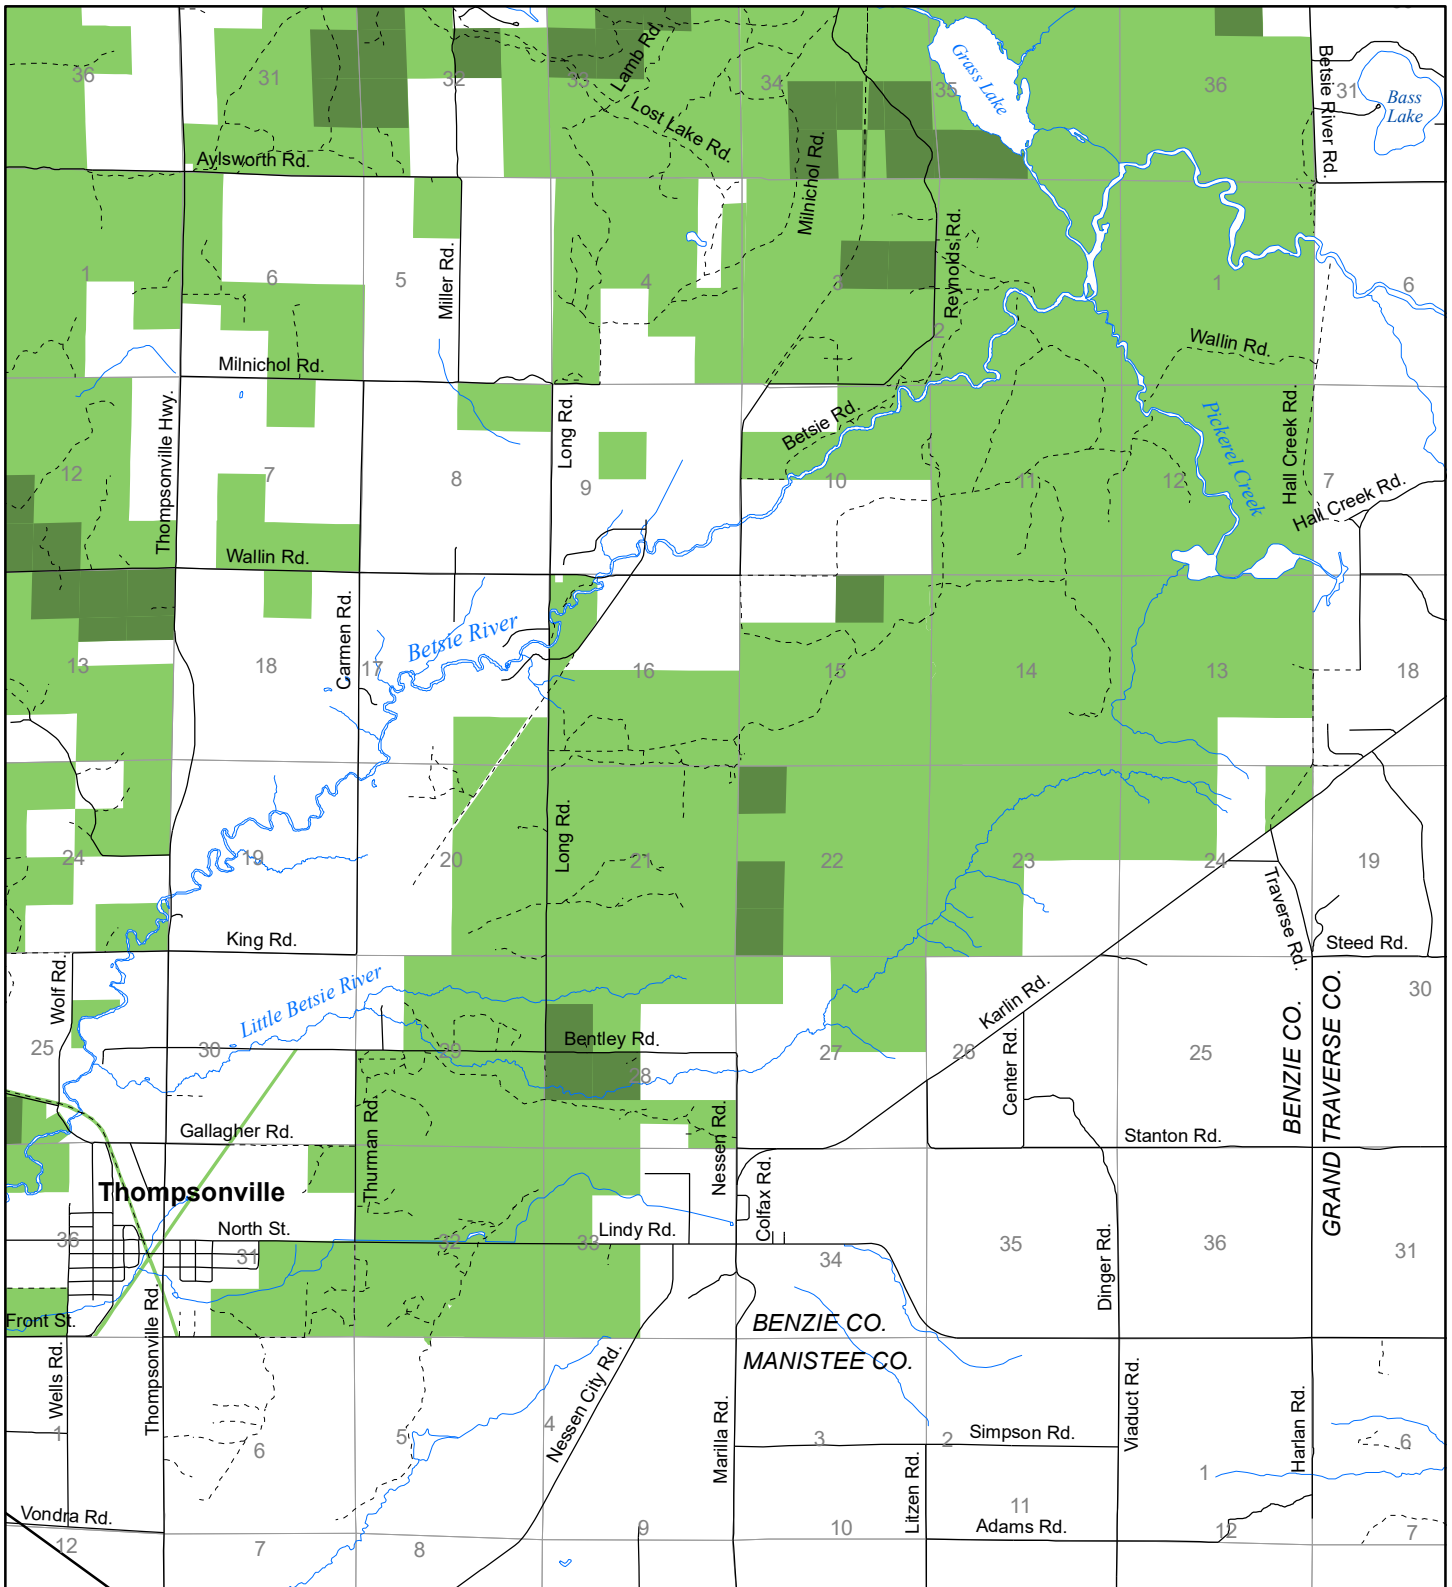 36
31
32
33
Lamb Rd.
34
35
Grass Lake
36
Betsie River Rd.
31
Bass
Lake
Lost Lake Rd.
Aylsworth Rd.
Milnichol Rd.
1
6
5
Miller Rd.
4
3
Reynolds Rd.
2
1
6
Milnichol Rd.
Wallin Rd.
Thompsonville Hwy.
Long Rd.
Betsie Rd.
Pickerel Creek
Hall Creek Rd.
12
7
8
9
10
11
12
7
Hall Creek Rd.
Wallin Rd.
Carmen Rd.
Betsie River
13
18
17
16
15
14
13
18
Long Rd.
24
19
20
21
22
23
24
19
Traverse Rd.
King Rd.
Steed Rd.
Wolf Rd.
Little Betsie River
Karlin Rd.
30
25
30
29
Bentley Rd.
28
27
26
Center Rd.
25
BENZIE CO.
GRAND TRAVERSE CO.
Gallagher Rd.
Thurman Rd.
Nessen Rd.
Stanton Rd.
Thompsonville
Colfax Rd.
North St.
Lindy Rd.
36
31
32
33
34
35
36
31
Dinger Rd.
Front St.
Thompsonville Rd.
BENZIE CO.
MANISTEE CO.
Wells Rd.
Nessen City Rd.
Marilla Rd.
Viaduct Rd.
Harlan Rd.
1
6
5
4
3
2
Simpson Rd.
1
6
Litzen Rd.
11
Vondra Rd.
Adams Rd.
12
7
8
9
10
12
7